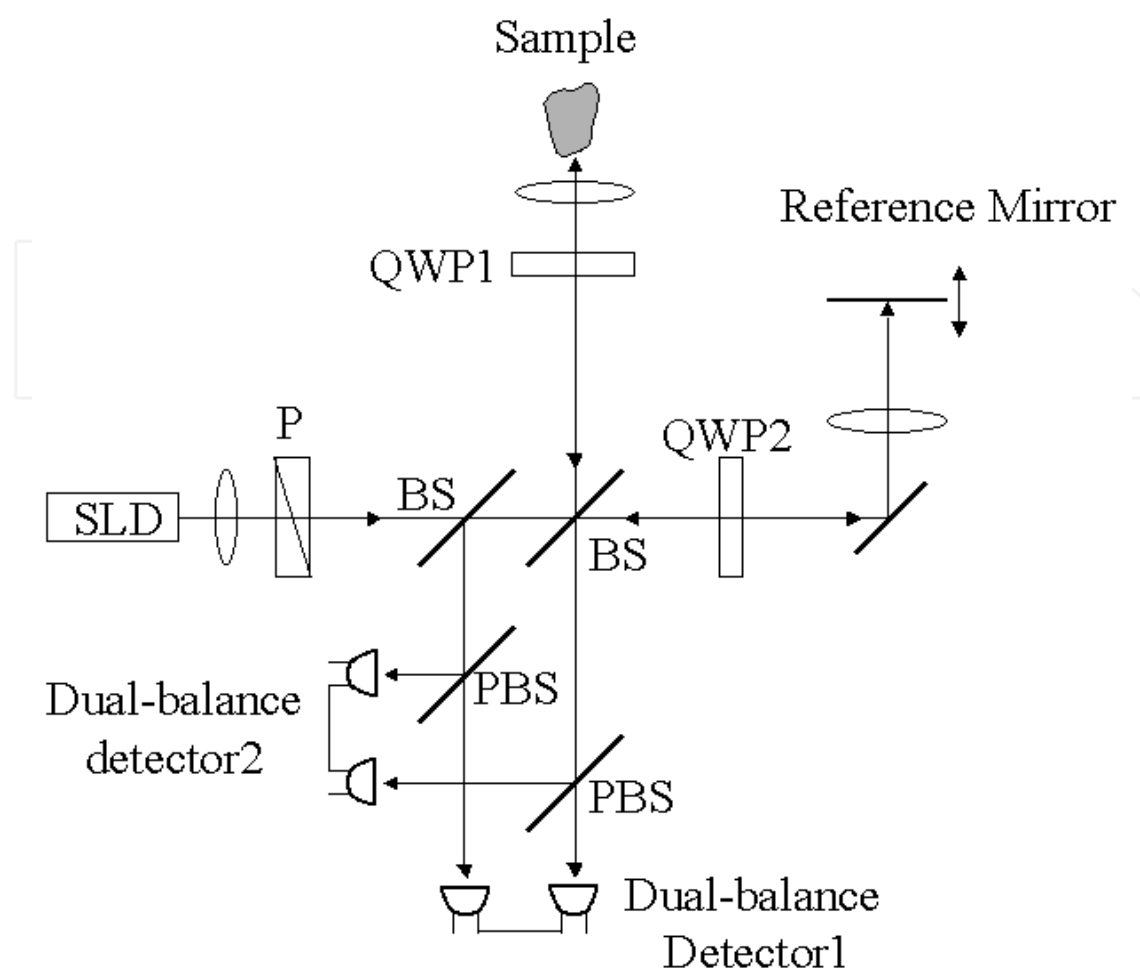 Sample
Reference Mirror
QWP1
P
QWP2
BS
SLD
BS
Dual-balance
detector2
PBS
PBS
Dual-balance
Detector1